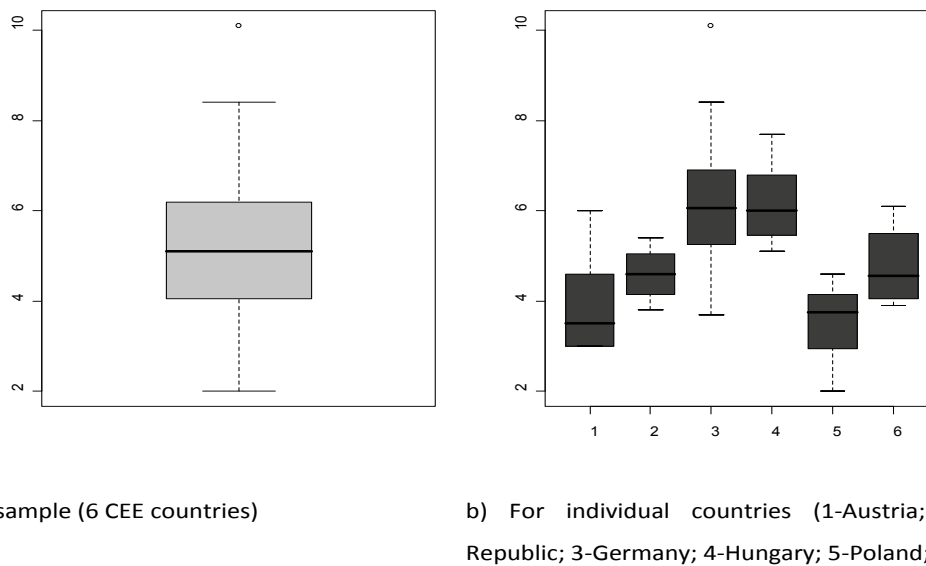 10
8
6
4
2
10
8
6
4
2
1 2 3 4 5 6
sample (6 CEE countries)
b) For individual countries (1-Austria;
Republic; 3-Germany; 4-Hungary; 5-Poland;